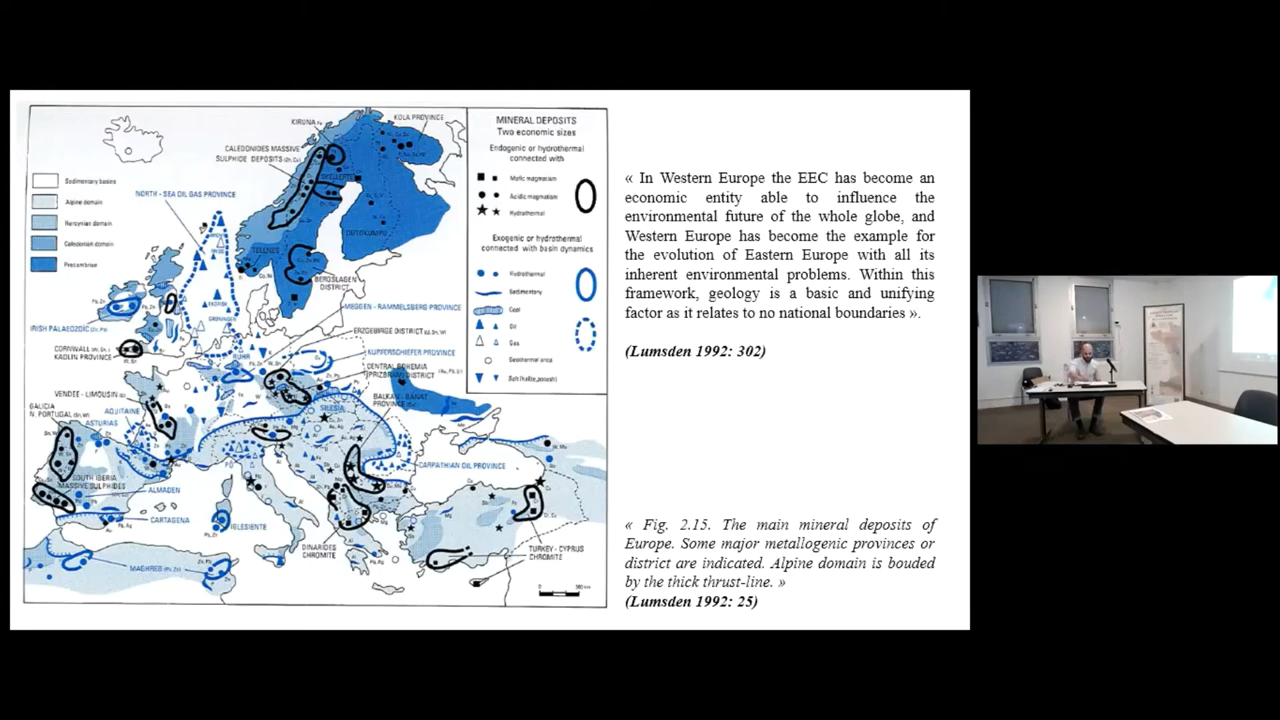 KIRUNA
KOLA PROVINCE
CALEDONIDES MASSIVE
SULPHIDE DEPOSITS
NORTH-SEA OIL GAS PROVINCE
OUTOKUMPU
BERGSLAGEN
DISTRICT
MEGGEN - RAMMELSBERG PROVINCE
IRISH PALAEOZOIC
ERZGEBIRGE DISTRICT
CORNWALL
KAOLIN PROVINCE
RUHR
KUPFERSCHIEFER PROVINCE
CENTRAL BOHEMIA
DISTRICT
VENDEE - LIMOUSIN
BALKAN - BANAT
PROVINCE
SILESIA
GALICIA
N. PORTUGAL
AQUITAINE
ASTURIAS
CARPATHIAN OIL PROVINCE
SOUTH IBERIA
MASSIVE SULPHIDES
ALMADEN
CARTAGENA
IGLESIENTE
DINARIDES
CHROMITE
TURKEY - CYPRUS
CHROMITE
MAGHREB
Sedimentary basins
Alpine domain
Hercynian domain
Caledonian domain
Precambrian
MINERAL DEPOSITS
Two economic sizes
Endogenic or hydrothermal
connected with
Mafic magmatism
Acidic magmatism
Hydrothermal
Exogenic or hydrothermal
connected with basin dynamics
Hydrothermal
Sedimentary
Coal
Oil
Gas
Geothermal area
« In Western Europe the EEC has become an
economic entity able to influence the
environmental future of the whole globe, and
Western Europe has become the example for
the evolution of Eastern Europe with all its
inherent environmental problems. Within this
framework, geology is a basic and unifying
factor as it relates to no national boundaries ».
(Lumsden 1992: 302)
« Fig. 2.15. The main mineral deposits of
Europe. Some major metallogenic provinces or
district are indicated. Alpine domain is bouded
by the thick thrust-line. »
(Lumsden 1992: 25)